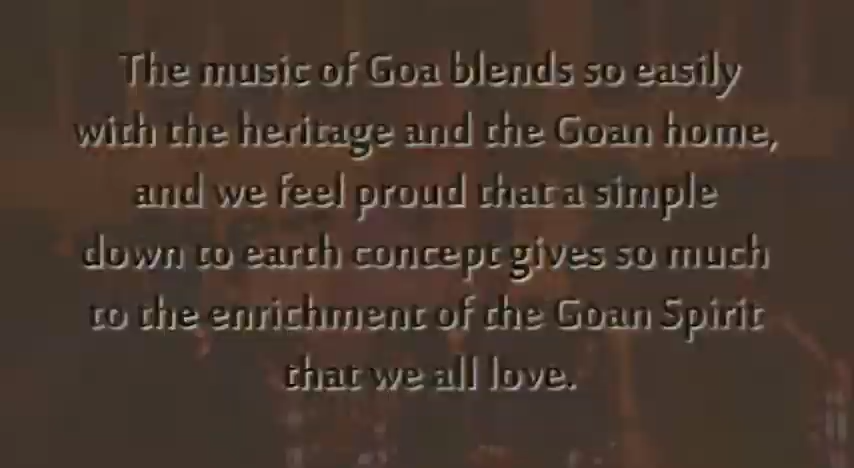 The music of Goa blends so easily
with the heritage and the Goan home,
and we feel proud that a simple
down to earth concept gives so much
to the enrichment of the Goan Spirit
that we all love.